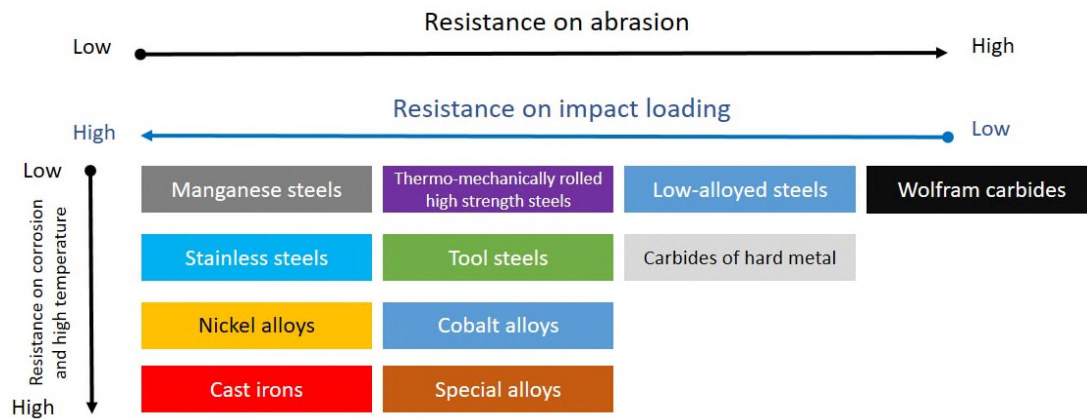 Resistance on abrasion
Low
High
Resistance on impact loading
High
Low
Low
Resistance on corrosion
and high temperature
High
Manganese steels
Thermo-mechanically rolled
high strength steels
Low-alloyed steels
Wolfram carbides
Stainless steels
Tool steels
Carbides of hard metal
Nickel alloys
Cobalt alloys
Cast irons
Special alloys